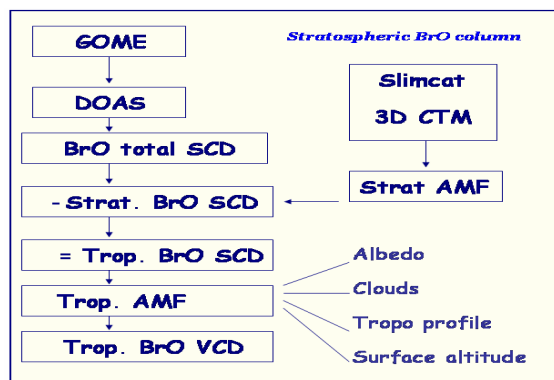 GOME
Stratospheric BrO column
DOAS
Slimcat
3D CTM
BrO total SCD
Strat AMF
- Strat. BrO SCD
= Trop. BrO SCD
Trop. AMF
Albedo
Clouds
Tropo profile
Surface altitude
Trop. BrO VCD